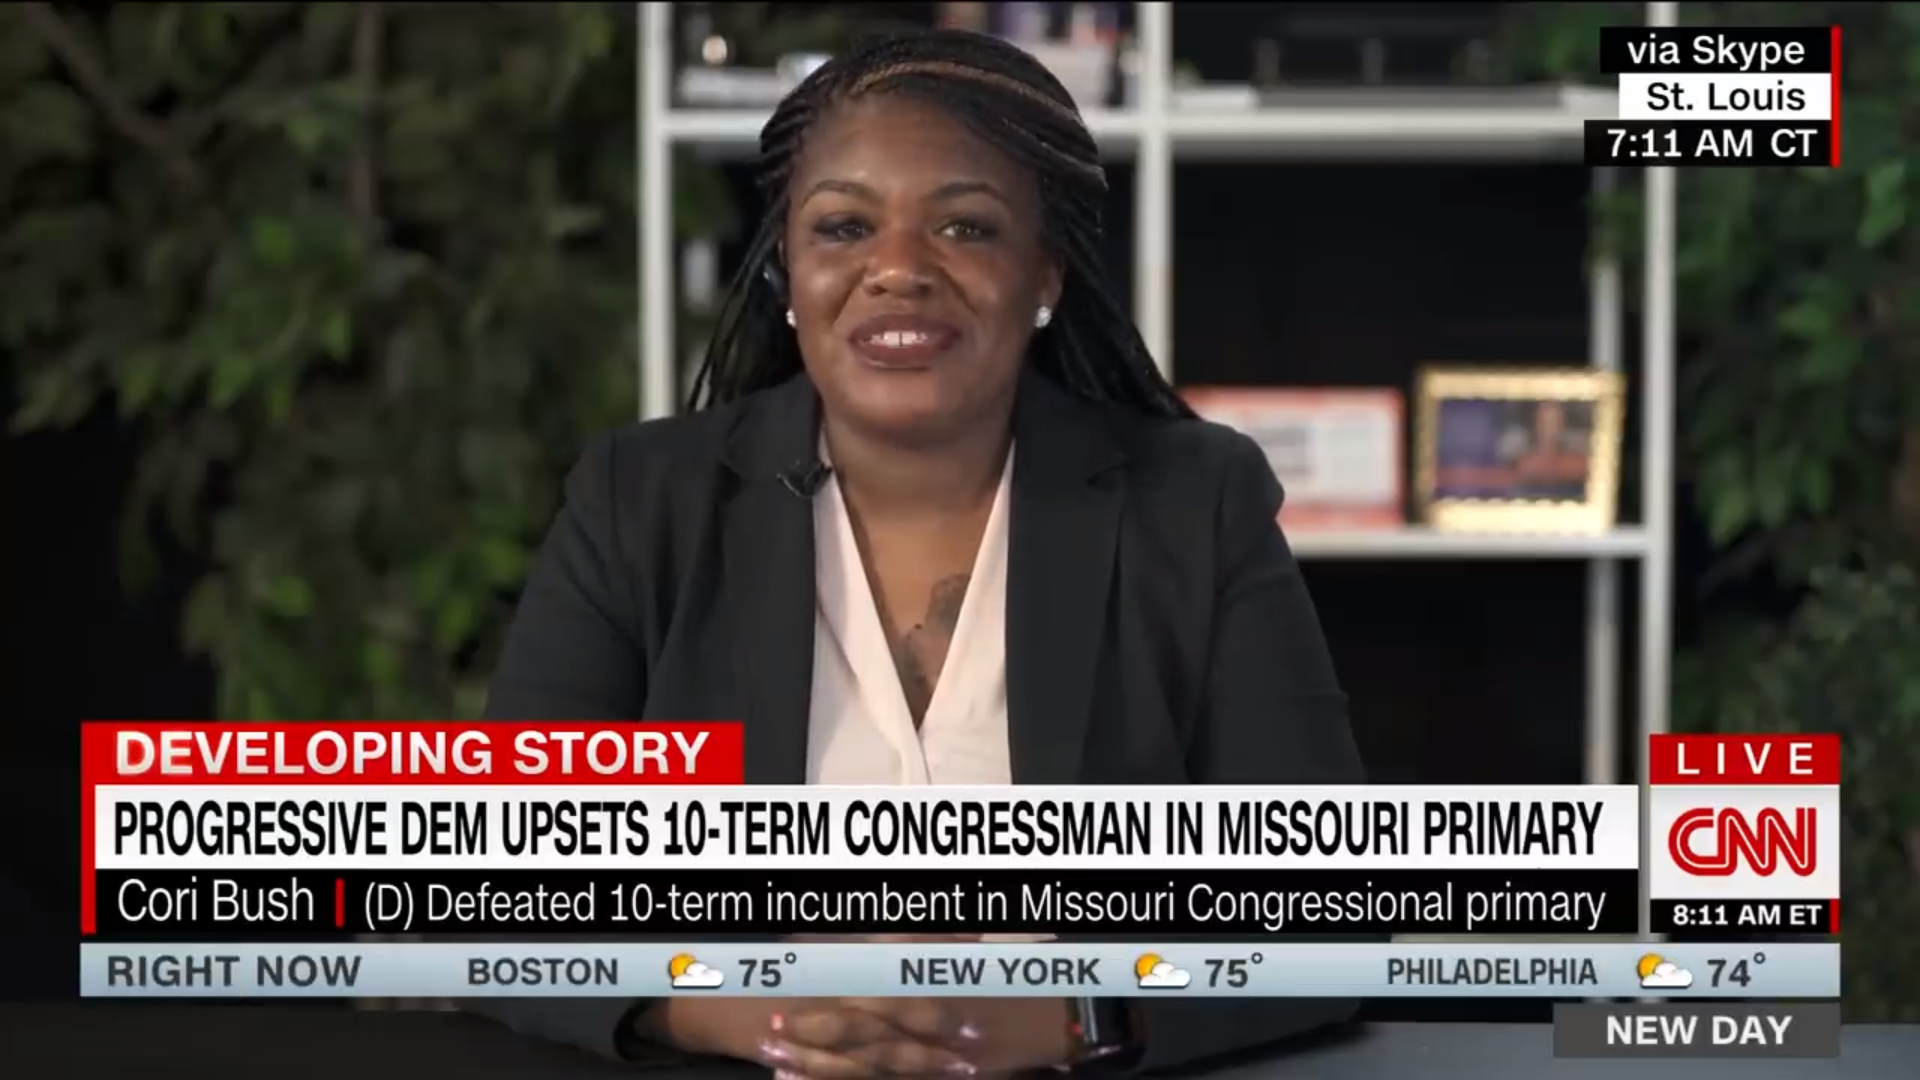 via Skype
St. Louis
7:11 AM CT
DEVELOPING STORY
PROGRESSIVE DEM UPSETS 10-TERM CONGRESSMAN IN MISSOURI PRIMARY
Cori Bush | (D) Defeated 10-term incumbent in Missouri Congressional primary
LIVE
CNN
8:11 AM ET
RIGHT NOW BOSTON 75° NEW YORK 75° PHILADELPHIA 74°
NEW DAY